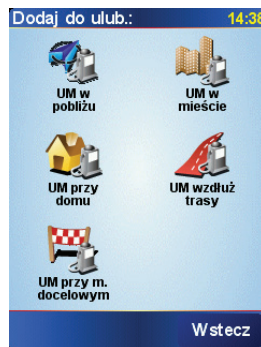 Dodaj do ulub.: 14:38
UM w
pobliżu
UM w
mieście
UM przy
domu
UM wzdłuż
trasy
UM przy m.
docelowym
Wstecz